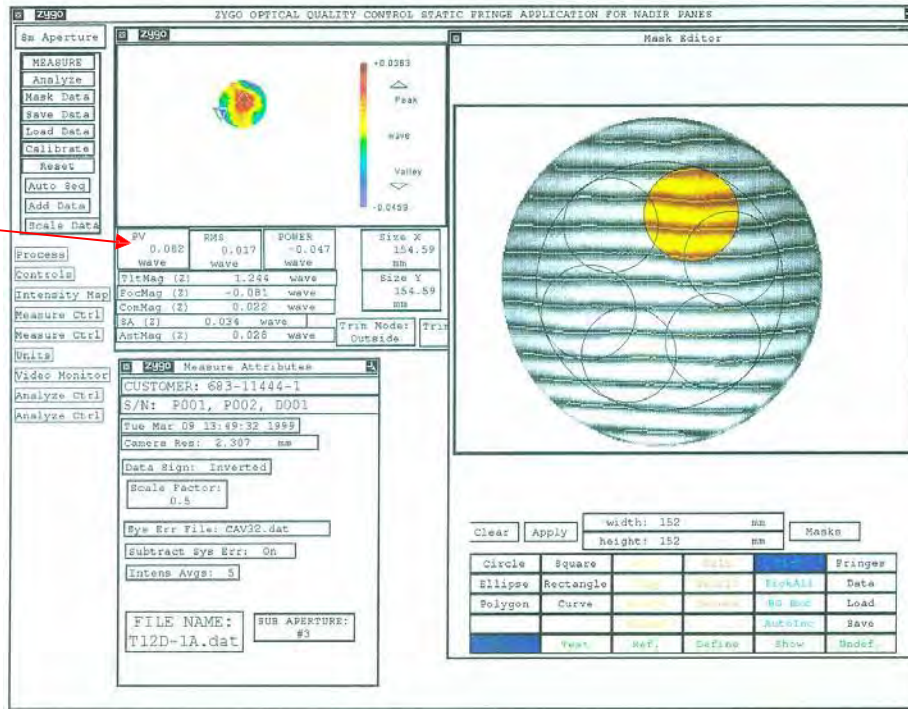 zygo ZYGO OPTICAL QUALITY CONTROL STATIC FRINGE APPLICATION FOR NADIR PANES
8m Aperture
MEASURE
Analyze
Mask Data
Save Data
Load Data
Calibrate
Reset
Auto Seq
Add Data
Scale Data
Process
Controls
Intensity Map
Measure Ctrl
Measure Ctrl
Units
Video Monitor
Analyze Ctrl
Analyze Ctrl
zygo
+0.0363
Peak
wave
Valley
-0.0459
PV
0.082
wave
RMS
0.017
wave
POWER
-0.047
wave
Size X
154.59
mm
Size Y
154.59
mm
TltMag (Z) 1.244 wave
FocMag (Z) -0.081 wave
ComMag (Z) 0.022 wave
SA (Z) 0.034 wave
AstMag (Z) 0.028 wave
Trim Mode:
Outside
Trim
zygo Measure Attributes
CUSTOMER: 683-11444-1
S/N: P001, P002, D001
Tue Mar 09 13:49:32 1999
Camera Res: 2.307 mm
Data Sign: Inverted
Scale Factor:
0.5
Sys Err File: CAV32.dat
Subtract Sys Err: On
Intens Avgs: 5
FILE NAME:
T12D-1A.dat
SUB APERTURE:
#3
Mask Editor
Clear Apply width: 152 mm Masks
height: 152 mm
Circle Square Fringes
Ellipse Rectangle PickAll Data
Polygon Curve BG Exc Load
AutoInc Save
Test Ref. Define Show Undef.